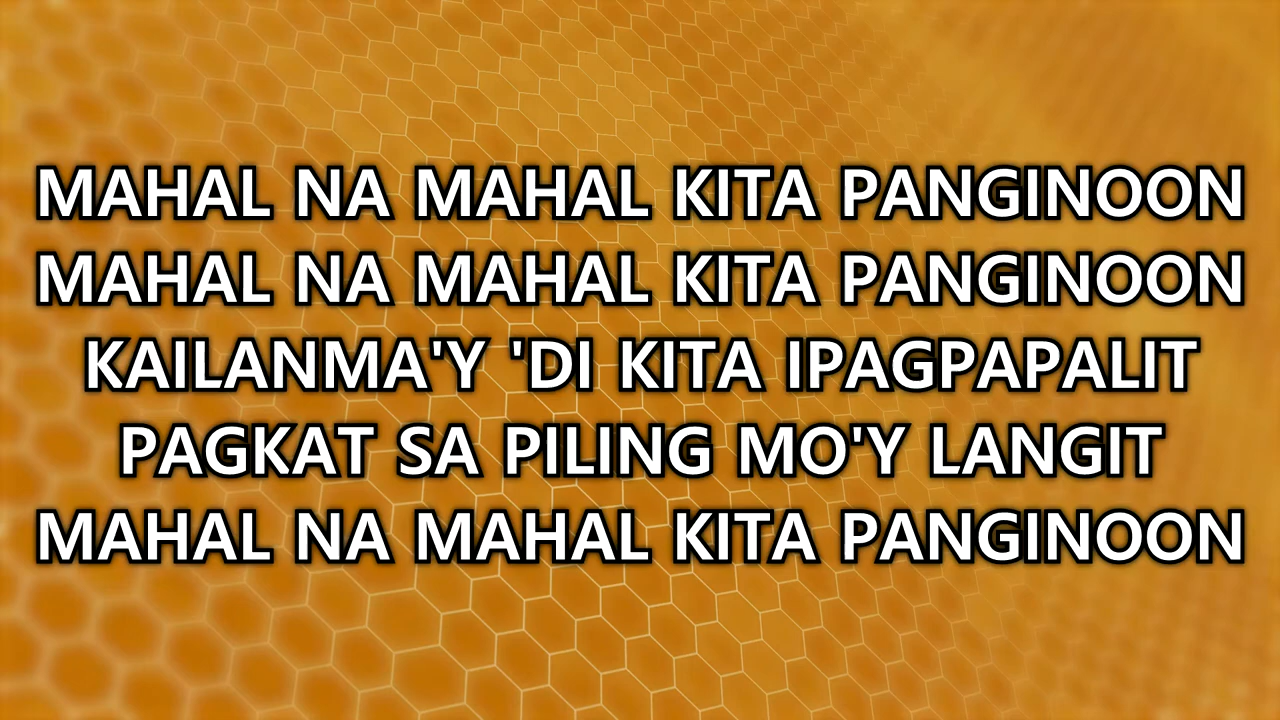 MAHAL NA MAHAL KITA PANGINOON
MAHAL NA MAHAL KITA PANGINOON
KAILANMA'Y 'DI KITA IPAGPAPALIT
PAGKAT SA PILING MO'Y LANGIT
MAHAL NA MAHAL KITA PANGINOON